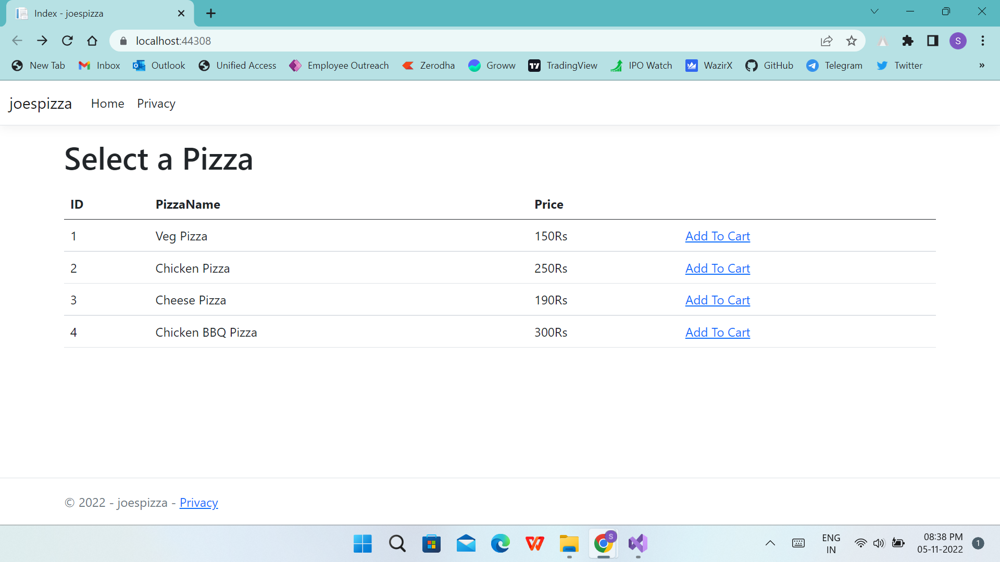 Index - joespizza
localhost:44308
S
New Tab Inbox Outlook Unified Access Employee Outreach Zerodha Groww TradingView IPO Watch WazirX GitHub Telegram Twitter »
joespizza Home Privacy
Select a Pizza
ID PizzaName Price
1 Veg Pizza 150Rs Add To Cart
2 Chicken Pizza 250Rs Add To Cart
3 Cheese Pizza 190Rs Add To Cart
4 Chicken BBQ Pizza 300Rs Add To Cart
© 2022 - joespizza - Privacy
S
ENG
IN
08:38 PM
05-11-2022
1